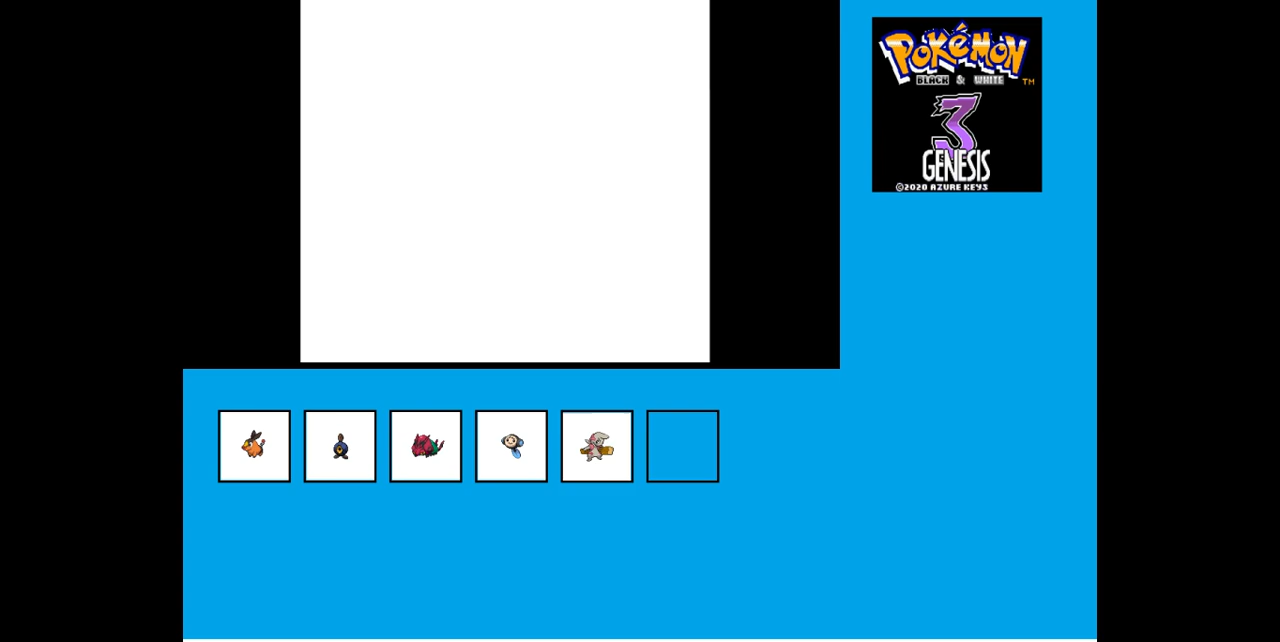 POKéMON
BLACK & WHITE TM
3
GENESIS
©2020 AZURE KEYS